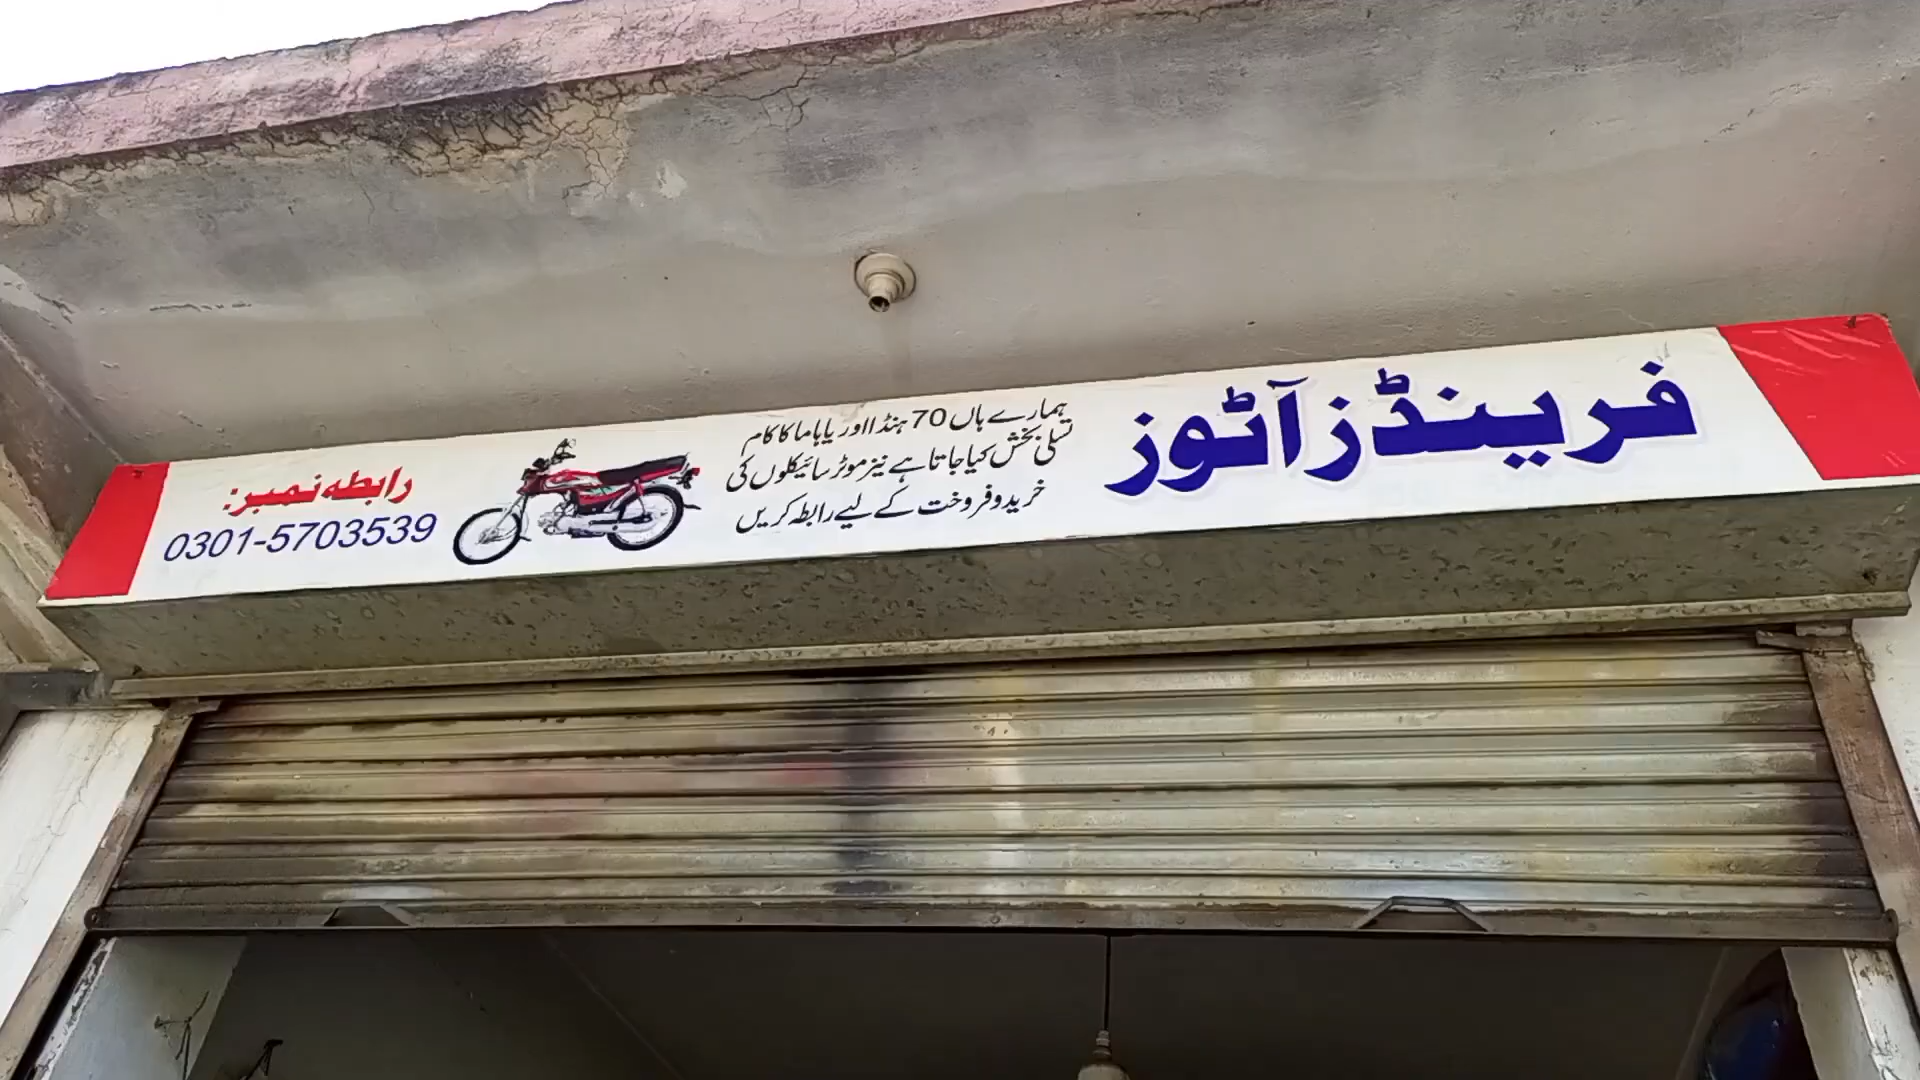 فرینڈز آٹوز
ہمارے ہاں 70 ہنڈا اور یاہاما کا کام
تسلی بخش کیا جاتا ہے نیز موٹر سائیکلوں کی
خرید و فروخت کے لیے رابطہ کریں
رابطہ نمبر:
0301-5703539